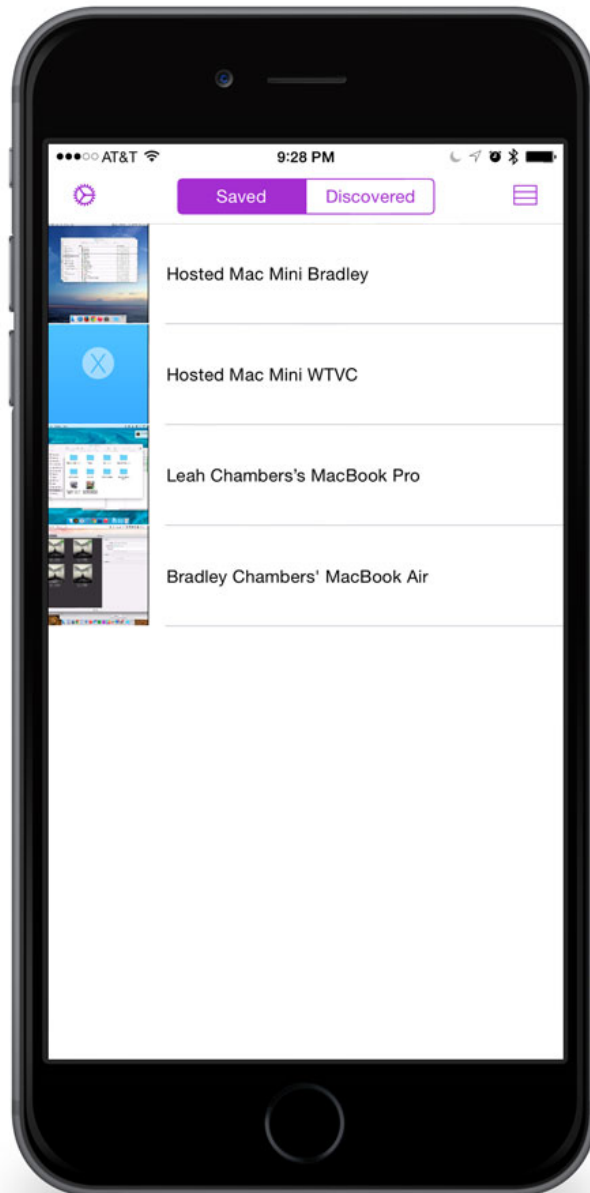 AT&T 9:28 PM
Saved Discovered
Hosted Mac Mini Bradley
X
Hosted Mac Mini WTVC
Leah Chambers’s MacBook Pro
Bradley Chambers' MacBook Air